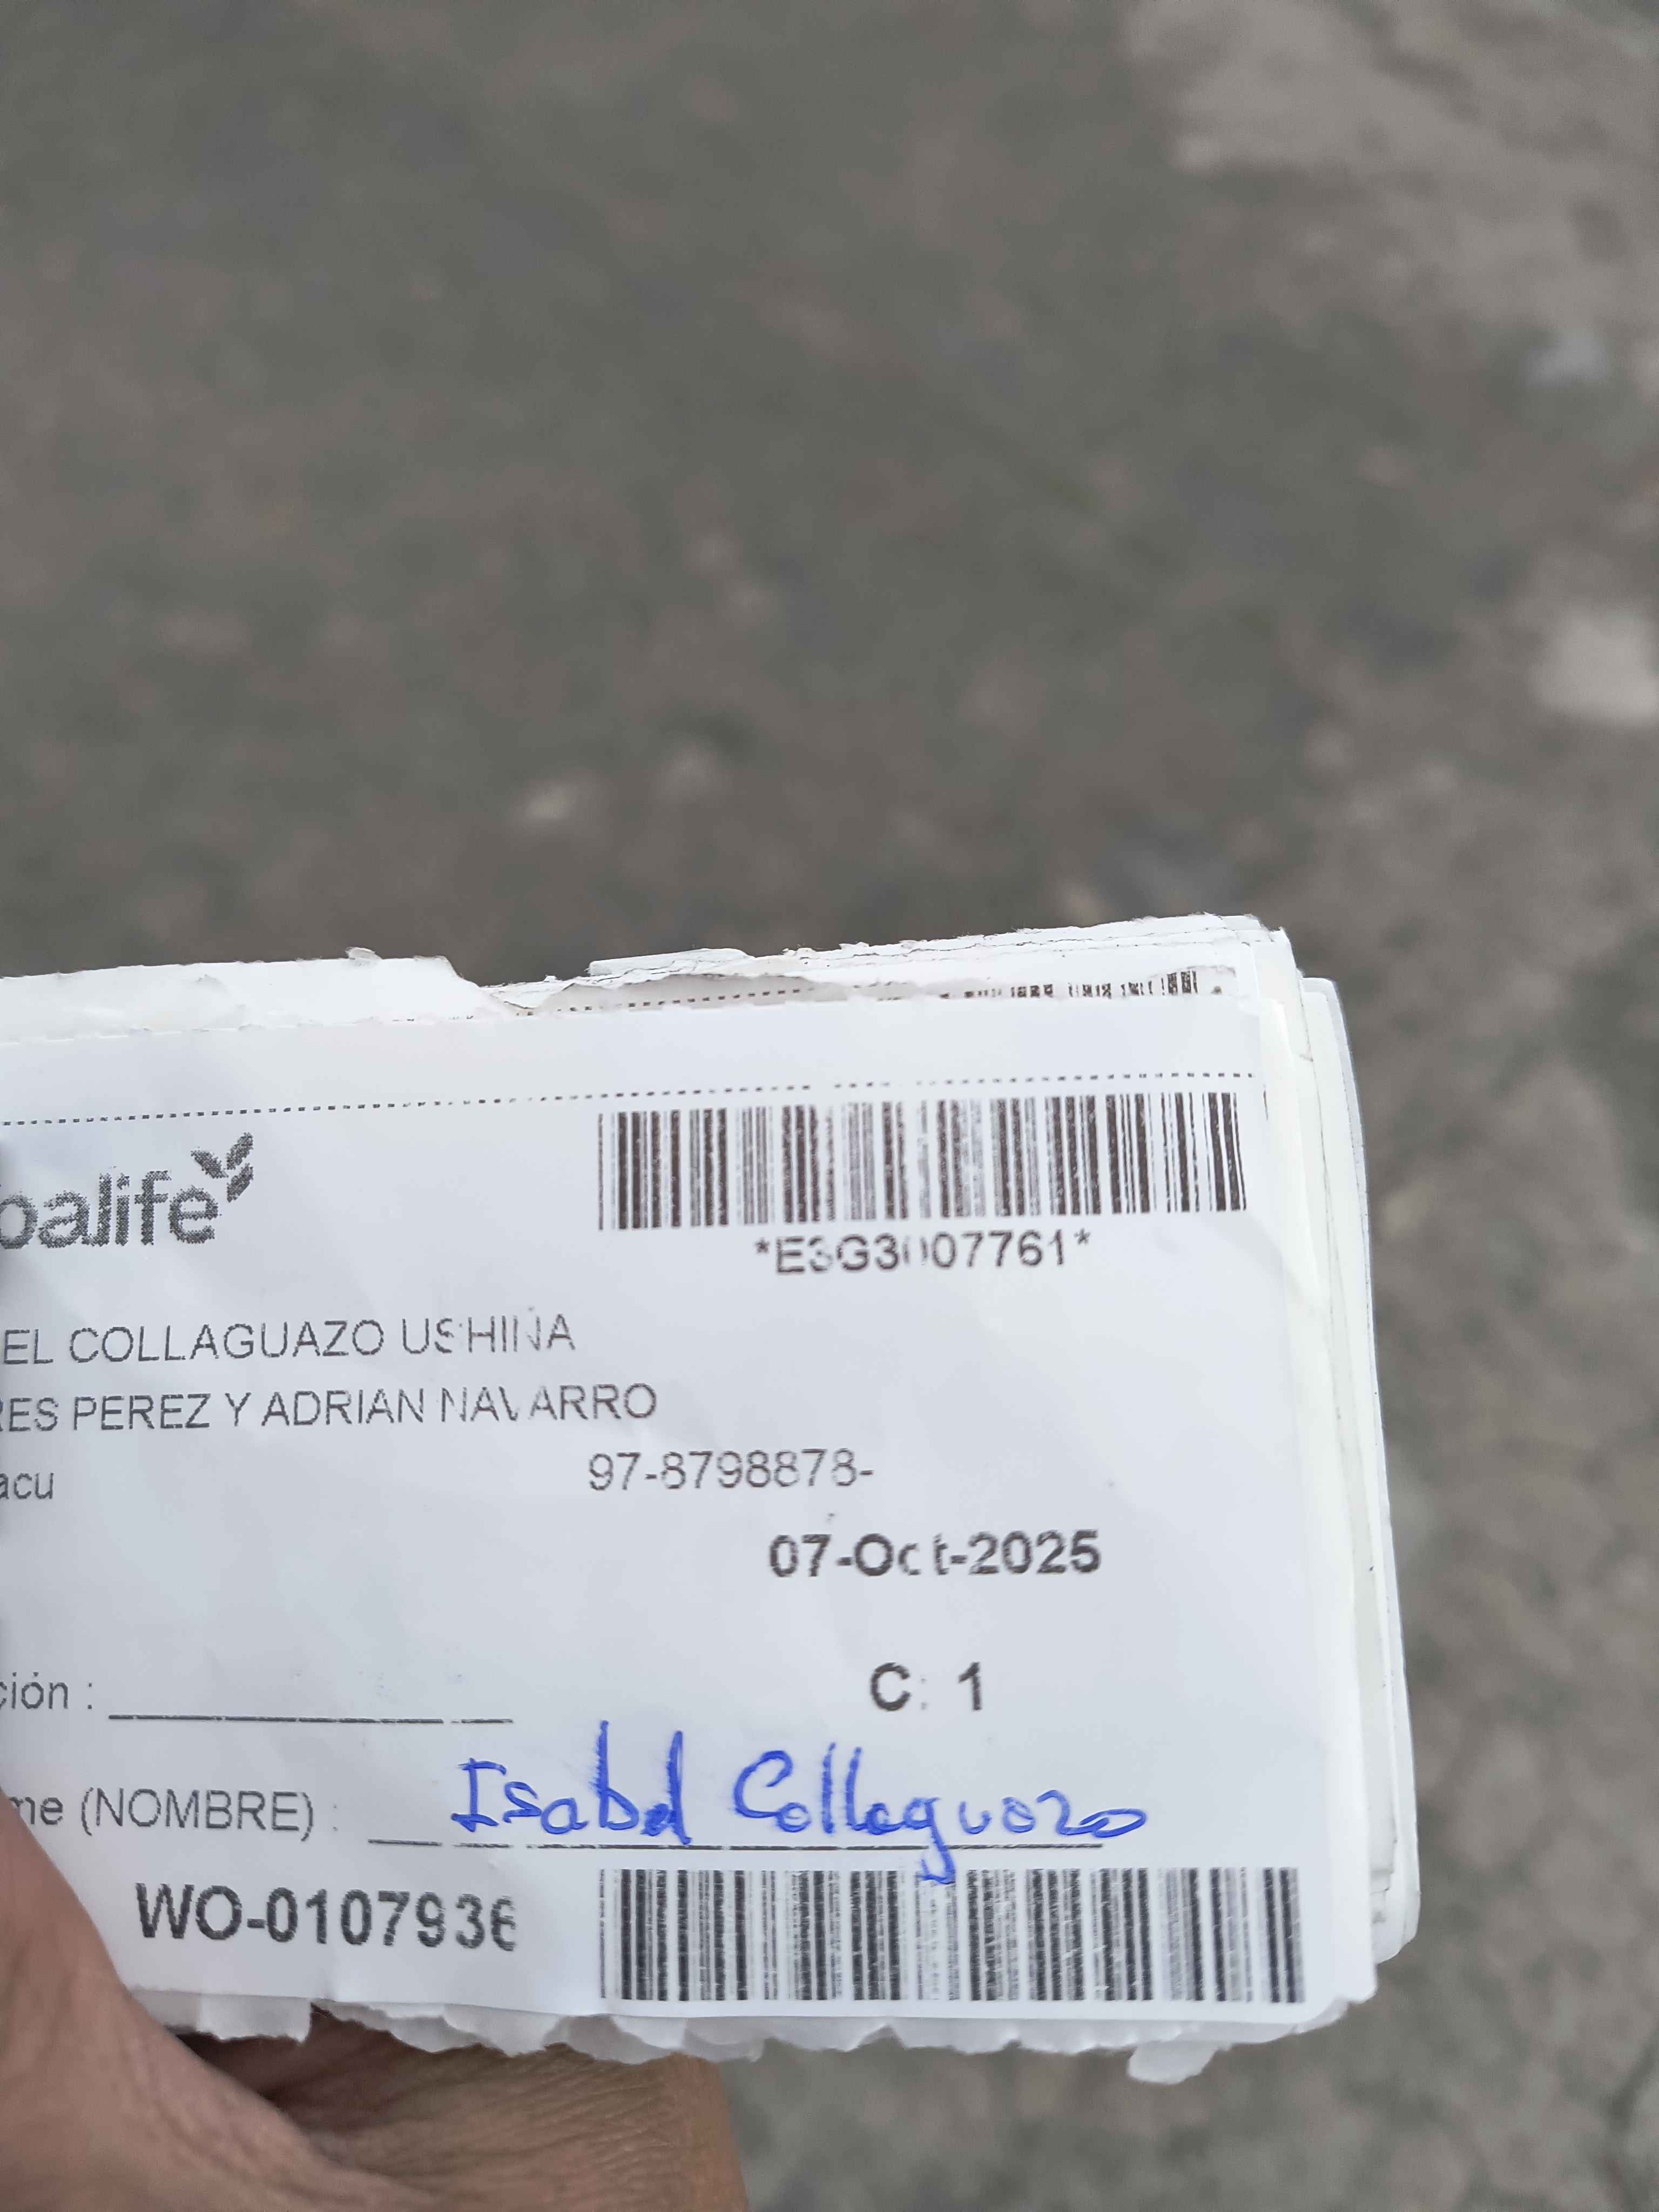 balife
*E3G3007761*
EL COLLAGUAZO USHIÑA
RES PEREZ Y ADRIAN NAVARRO
acu
97-8798878-
07-Oct-2025
ción :
C: 1
me (NOMBRE) : Isabel Collaguazo
WO-0107936